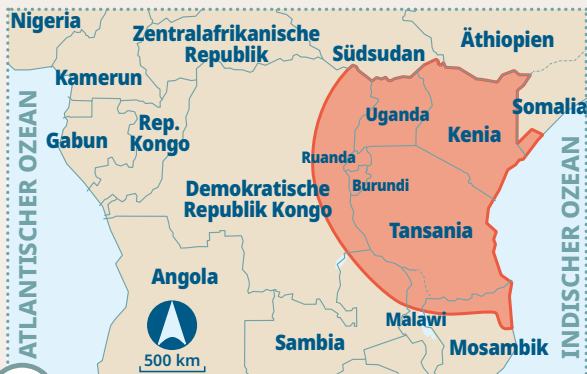 Nigeria
Zentralafrikanische
Republik
Südsudan
Äthiopien
Kamerun
Somalia
Uganda
Kenia
Gabun
Rep.
Kongo
Ruanda
Demokratische
Republik Kongo
Burundi
Tansania
ATLANTISCHER OZEAN
INDISCHER OZEAN
Angola
Malawi
Sambia
Mosambik
500 km